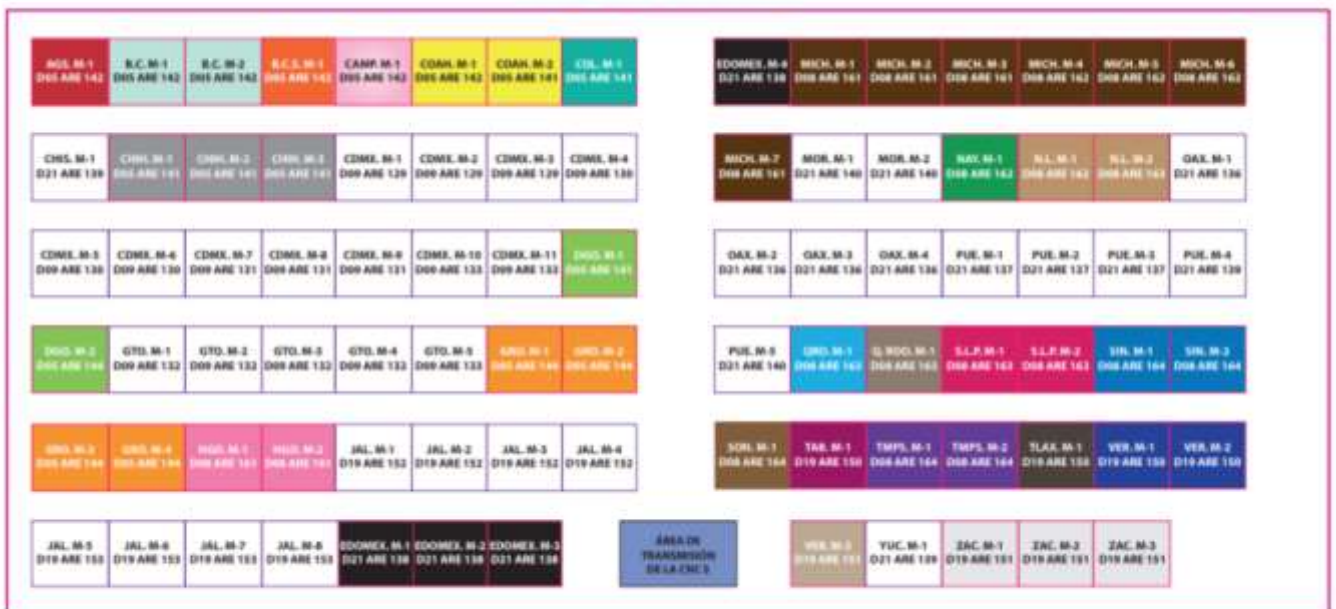 AGS. M-1 B.C. M-1 B.C. M-2 B.C.S. M-1 CAMP. M-1 COAH. M-1 COAH. M-2 COL. M-1
D05 ARE 142 D05 ARE 142 D05 ARE 142 D05 ARE 142 D05 ARE 142 D05 ARE 142 D05 ARE 141 D05 ARE 141
EDOMEX. M-4 MICH. M-1 MICH. M-2 MICH. M-3 MICH. M-4 MICH. M-5 MICH. M-6
D21 ARE 138 D08 ARE 161 D08 ARE 161 D08 ARE 161 D08 ARE 162 D08 ARE 162 D08 ARE 162
CHIS. M-1 CHIH. M-1 CHIH. M-2 CHIH. M-3 CDMX. M-1 CDMX. M-2 CDMX. M-3 CDMX. M-4
D21 ARE 139 D05 ARE 141 D05 ARE 141 D05 ARE 141 D09 ARE 129 D09 ARE 129 D09 ARE 129 D09 ARE 130
MICH. M-7 MOR. M-1 MOR. M-2 NAY. M-1 N.L. M-1 N.L. M-2 OAX. M-1
D08 ARE 161 D21 ARE 140 D21 ARE 140 D08 ARE 162 D08 ARE 162 D08 ARE 163 D21 ARE 136
CDMX. M-5 CDMX. M-6 CDMX. M-7 CDMX. M-8 CDMX. M-9 CDMX. M-10 CDMX. M-11 DGO. M-1
D09 ARE 130 D09 ARE 130 D09 ARE 131 D09 ARE 131 D09 ARE 131 D09 ARE 133 D09 ARE 133 D05 ARE 141
OAX. M-2 OAX. M-3 OAX. M-4 PUE. M-1 PUE. M-2 PUE. M-3 PUE. M-4
D21 ARE 136 D21 ARE 136 D21 ARE 136 D21 ARE 137 D21 ARE 137 D21 ARE 137 D21 ARE 139
DGO. M-2 GTO. M-1 GTO. M-2 GTO. M-3 GTO. M-4 GTO. M-5 GRO. M-1 GRO. M-2
D05 ARE 144 D09 ARE 132 D09 ARE 132 D09 ARE 132 D09 ARE 132 D09 ARE 133 D05 ARE 144 D05 ARE 144
PUE. M-5 QRO. M-1 Q. ROO. M-1 S.L.P. M-1 S.L.P. M-2 SIN. M-1 SIN. M-2
D21 ARE 140 D08 ARE 163 D08 ARE 163 D08 ARE 163 D08 ARE 163 D08 ARE 164 D08 ARE 164
GRO. M-3 GRO. M-4 HGO. M-1 HGO. M-2 JAL. M-1 JAL. M-2 JAL. M-3 JAL. M-4
D05 ARE 144 D05 ARE 144 D08 ARE 161 D08 ARE 161 D19 ARE 152 D19 ARE 152 D19 ARE 152 D19 ARE 152
SON. M-1 TAB. M-1 TMPS. M-1 TMPS. M-2 TLAX. M-1 VER. M-1 VER. M-2
D08 ARE 164 D19 ARE 150 D08 ARE 164 D08 ARE 164 D19 ARE 150 D19 ARE 150 D19 ARE 150
JAL. M-5 JAL. M-6 JAL. M-7 JAL. M-8 EDOMEX. M-1 EDOMEX. M-2 EDOMEX. M-3
D19 ARE 153 D19 ARE 153 D19 ARE 153 D19 ARE 153 D21 ARE 138 D21 ARE 138 D21 ARE 138
ÁREA DE
TRANSMISIÓN
DE LA CNC S
VER. M-3 YUC. M-1 ZAC. M-1 ZAC. M-2 ZAC. M-3
D19 ARE 151 D21 ARE 139 D19 ARE 151 D19 ARE 151 D19 ARE 151